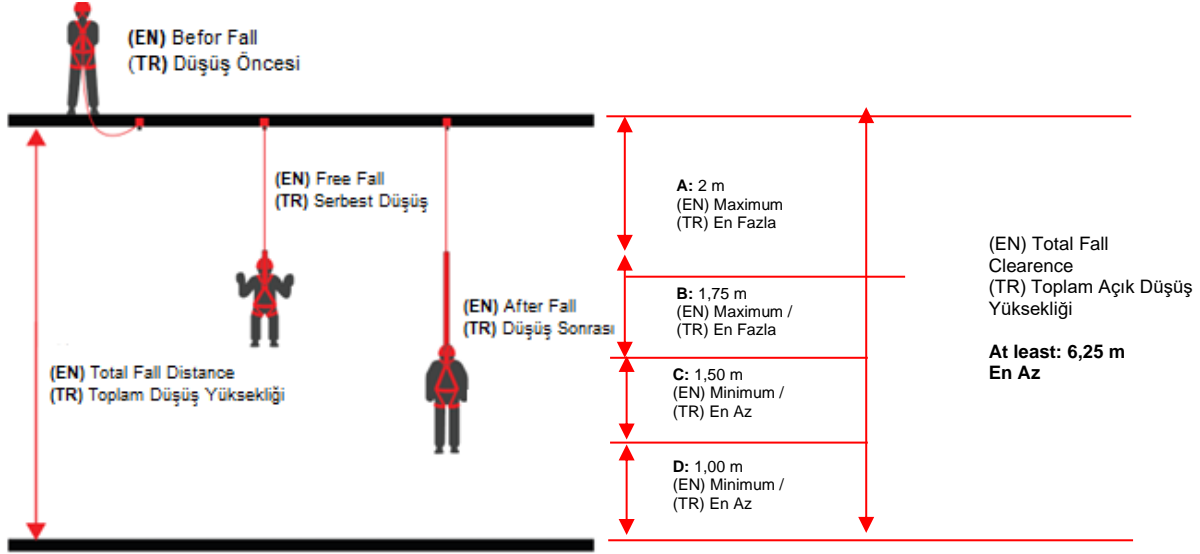 (EN) Befor Fall
(TR) Düşüş Öncesi
(EN) Free Fall
(TR) Serbest Düşüş
(EN) After Fall
(TR) Düşüş Sonrası
(EN) Total Fall Distance
(TR) Toplam Düşüş Yüksekliği
A: 2 m
(EN) Maximum
(TR) En Fazla
B: 1,75 m
(EN) Maximum /
(TR) En Fazla
C: 1,50 m
(EN) Minimum /
(TR) En Az
D: 1,00 m
(EN) Minimum /
(TR) En Az
(EN) Total Fall
Clearence
(TR) Toplam Açık Düşüş
Yüksekliği
At least: 6,25 m
En Az